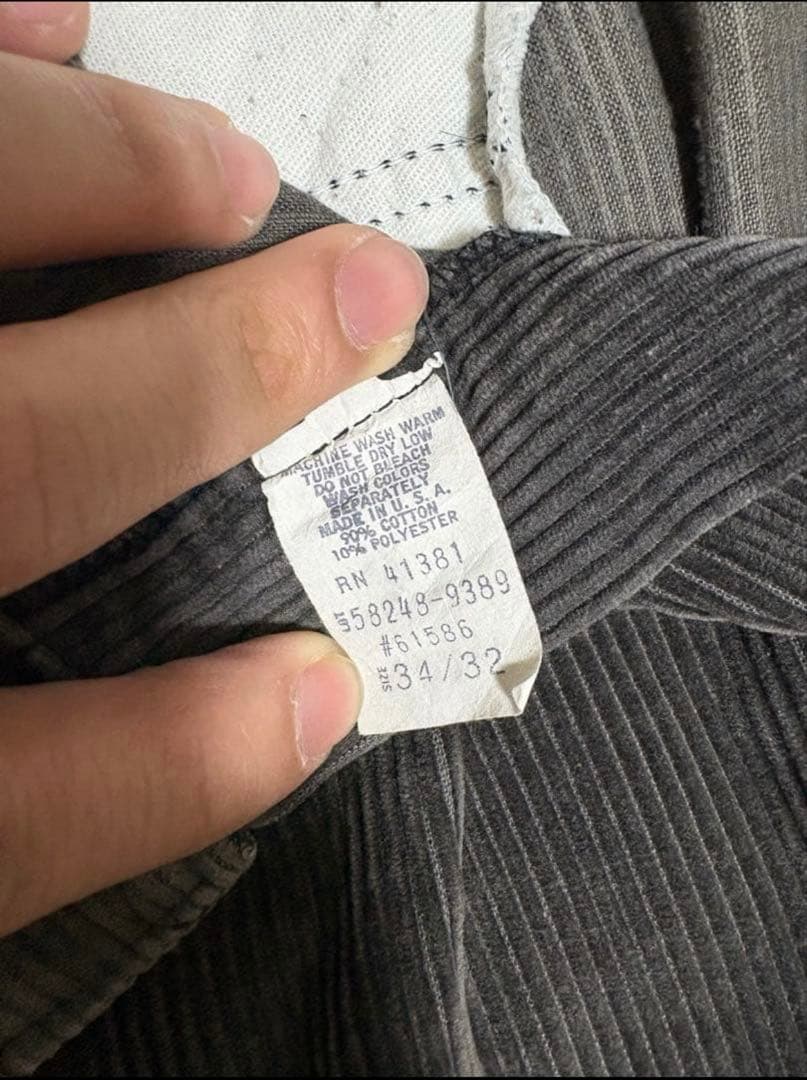 MACHINE WASH WARM
TUMBLE DRY LOW
DO NOT BLEACH
WASH COLORS
SEPARATELY
MADE IN U. S. A.
90% COTTON
10% POLYESTER
RN 41381
58248-9389
#61586
SIZE 34/32